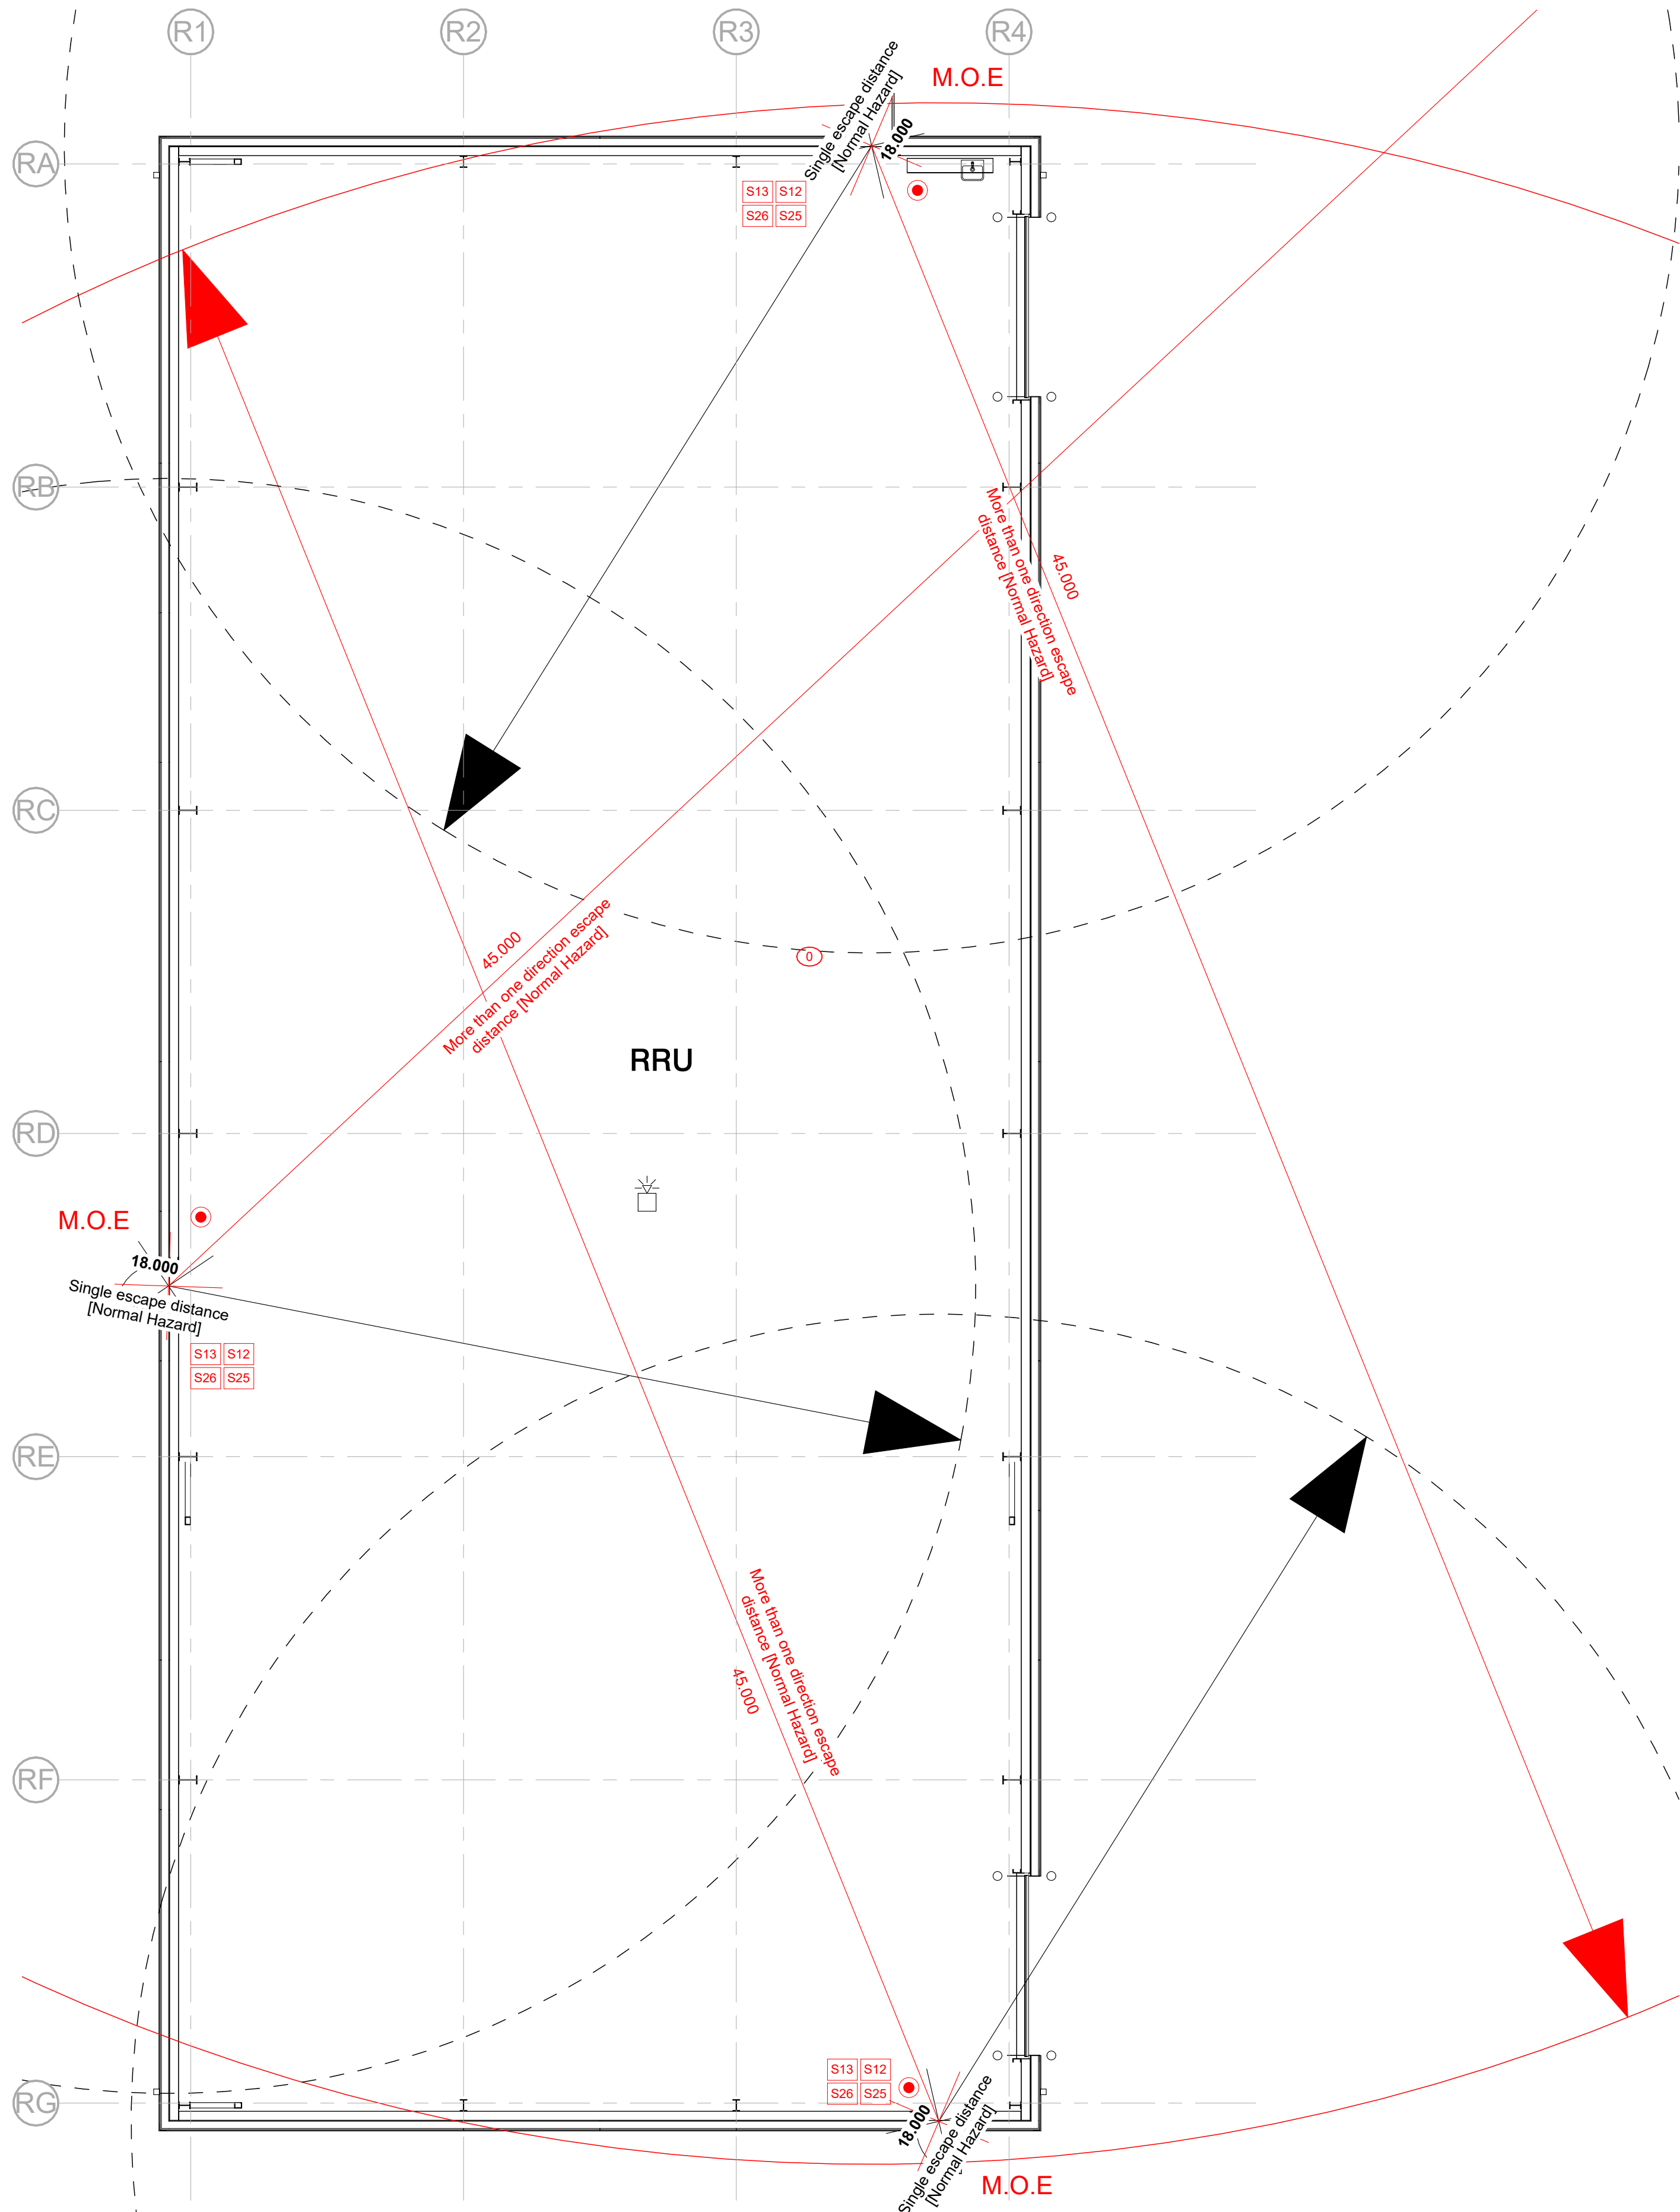 R1 R2 R3 R4
M.O.E
Single escape distance
[Normal Hazard]
18.000
RA
S13 S12
S26 S25
RB
More than one direction escape
distance [Normal Hazard]
45.000
RC
45.000
More than one direction escape
distance [Normal Hazard]
0
RRU
RD
M.O.E
18.000
Single escape distance
[Normal Hazard]
S13 S12
S26 S25
RE
More than one direction escape
distance [Normal Hazard]
45.000
RF
S13 S12
S26 S25
RG
18.000
Single escape distance
[Normal Hazard]
M.O.E